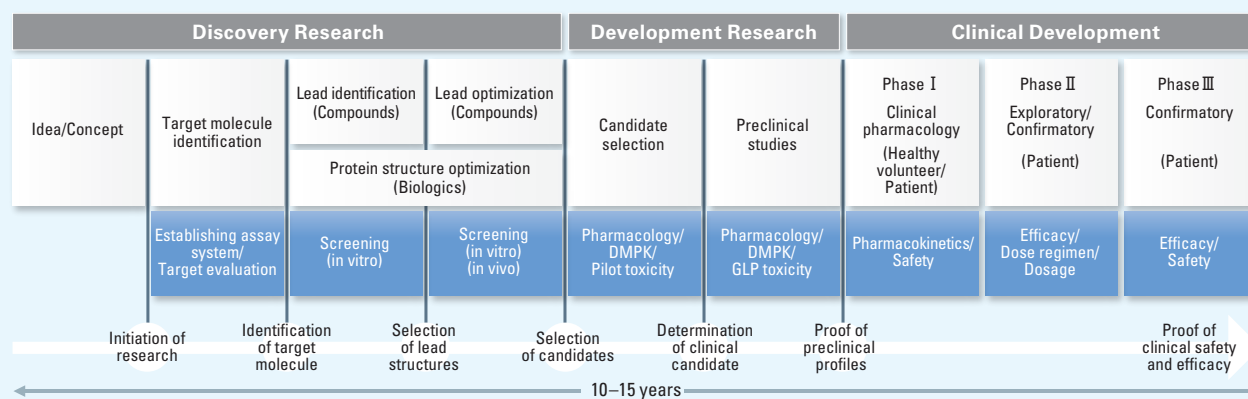 Discovery Research
Development Research
Clinical Development
Idea/Concept
Target molecule
identification
Lead identification
(Compounds)
Lead optimization
(Compounds)
Protein structure optimization
(Biologics)
Candidate
selection
Preclinical
studies
Phase Ⅰ
Clinical
pharmacology
(Healthy
volunteer/
Patient)
Phase Ⅱ
Exploratory/
Confirmatory
(Patient)
Phase Ⅲ
Confirmatory
(Patient)
Establishing assay
system/
Target evaluation
Screening
(in vitro)
Screening
(in vitro)
(in vivo)
Pharmacology/
DMPK/
Pilot toxicity
Pharmacology/
DMPK/
GLP toxicity
Pharmacokinetics/
Safety
Efficacy/
Dose regimen/
Dosage
Efficacy/
Safety
Initiation of
research
Identification
of target
molecule
Selection
of lead
structures
Selection
of candidates
Determination
of clinical
candidate
Proof of
preclinical
profiles
Proof of
clinical safety
and efficacy
10–15 years